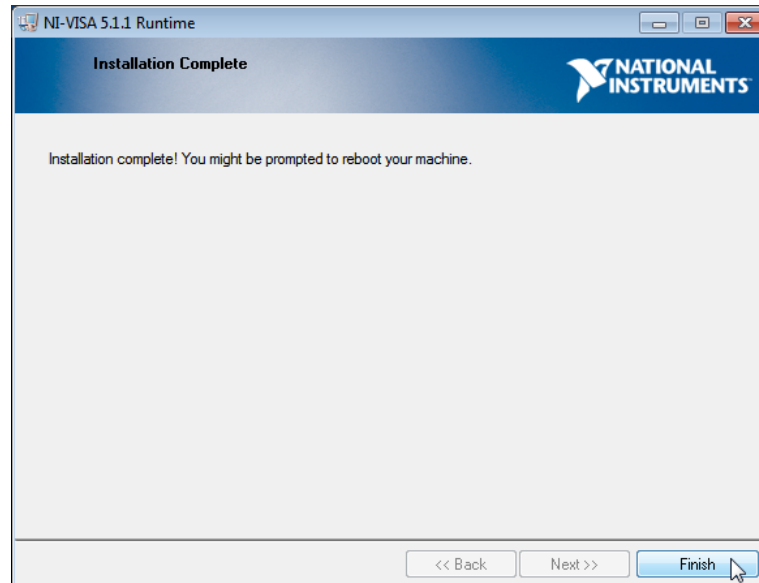 NI-VISA 5.1.1 Runtime
Installation Complete
NATIONAL
INSTRUMENTS
Installation complete! You might be prompted to reboot your machine.
<< Back
Next >>
Finish